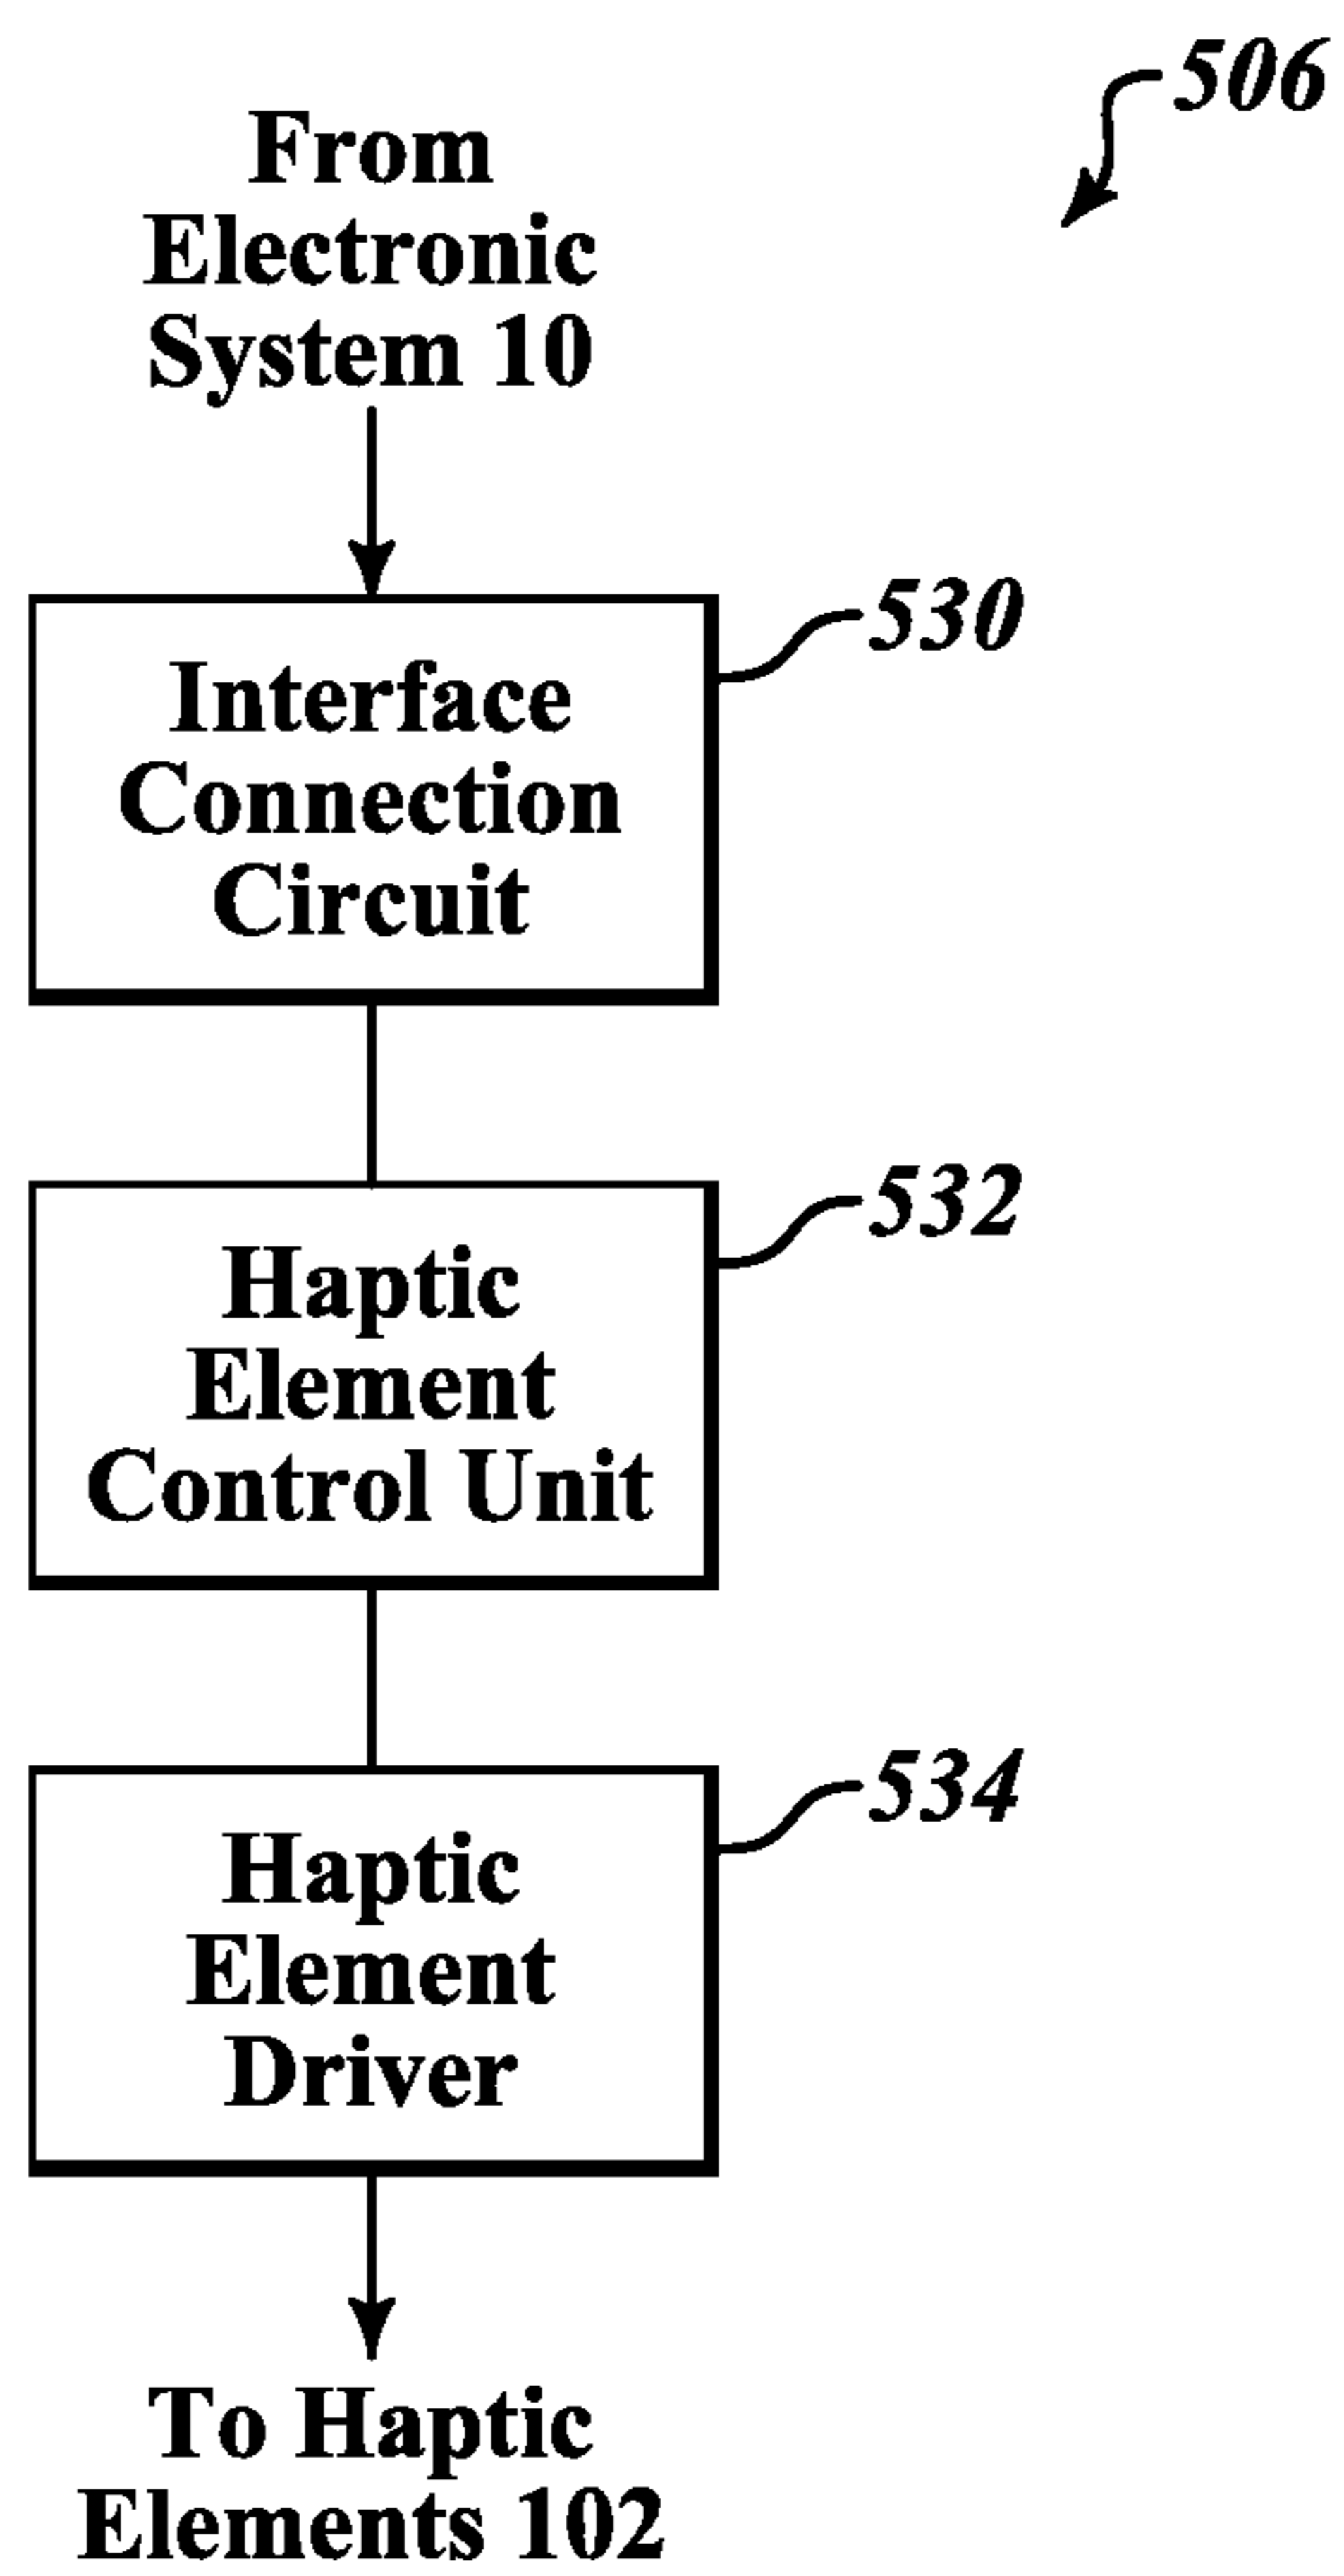 506
From
Electronic
System 10
530
Interface
Connection
Circuit
532
Haptic
Element
Control Unit
534
Haptic
Element
Driver
To Haptic
Elements 102